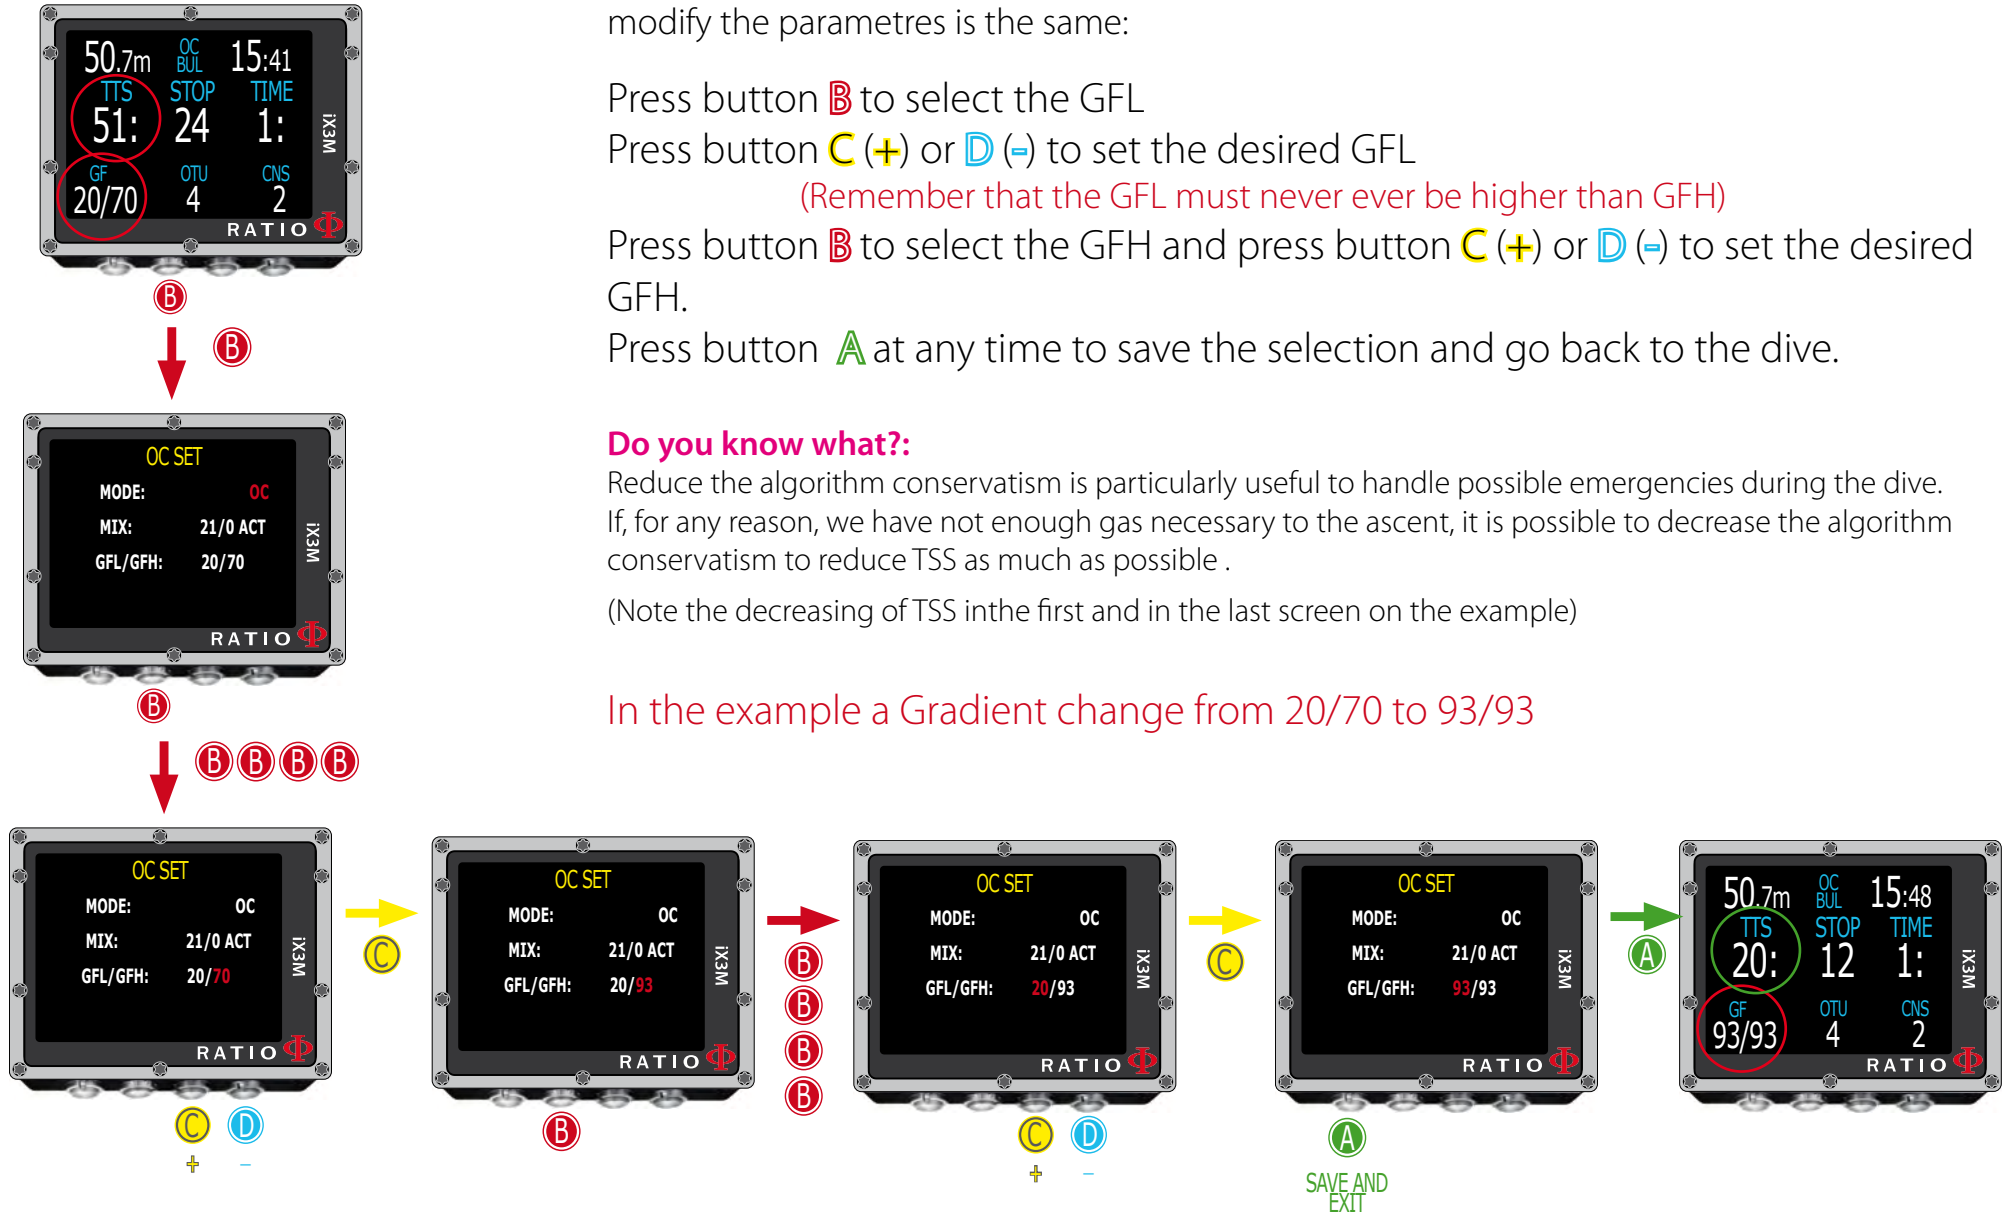 modify the parametres is the same:
Press button B to select the GFL
Press button C (+) or D (-) to set the desired GFL
(Remember that the GFL must never ever be higher than GFH)
Press button B to select the GFH and press button C (+) or D (-) to set the desired
GFH.
Press button A at any time to save the selection and go back to the dive.
Do you know what?:
Reduce the algorithm conservatism is particularly useful to handle possible emergencies during the dive.
If, for any reason, we have not enough gas necessary to the ascent, it is possible to decrease the algorithm
conservatism to reduce TSS as much as possible .
(Note the decreasing of TSS inthe first and in the last screen on the example)
In the example a Gradient change from 20/70 to 93/93
50.7m OC BUL 15:41
TTS STOP TIME
51: 24 1:
GF OTU CNS
20/70 4 2
iX3M
RATIO
B
B
OC SET
MODE: OC
MIX: 21/0 ACT
GFL/GFH: 20/70
iX3M
RATIO
B
B B B B
OC SET
MODE: OC
MIX: 21/0 ACT
GFL/GFH: 20/70
iX3M
RATIO
C D
+ -
C
OC SET
MODE: OC
MIX: 21/0 ACT
GFL/GFH: 20/93
iX3M
RATIO
B
B
B
B
B
OC SET
MODE: OC
MIX: 21/0 ACT
GFL/GFH: 20/93
iX3M
RATIO
C D
+ -
C
OC SET
MODE: OC
MIX: 21/0 ACT
GFL/GFH: 93/93
iX3M
RATIO
A
SAVE AND
EXIT
A
50.7m OC BUL 15:48
TTS STOP TIME
20: 12 1:
GF OTU CNS
93/93 4 2
iX3M
RATIO